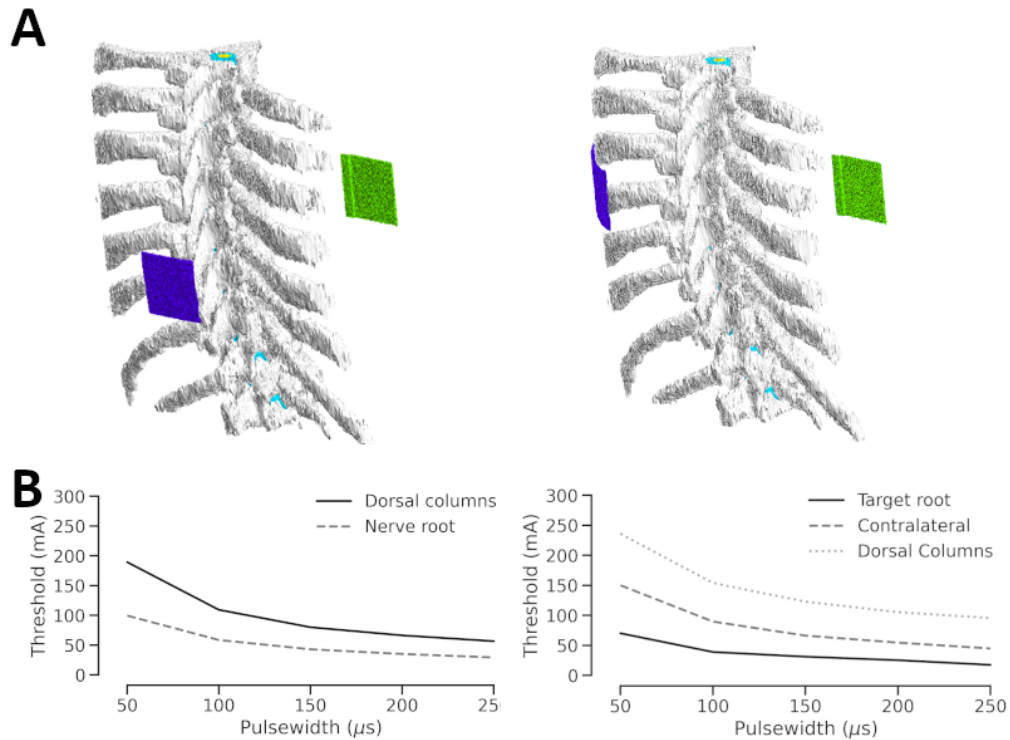 A
B
300
250
200
150
100
50
0
Threshold (mA)
Dorsal columns
Nerve root
50 100 150 200 25
Pulsewidth (μs)
300
250
200
150
100
50
0
Threshold (mA)
Target root
Contralateral
Dorsal Columns
50 100 150 200 250
Pulsewidth (μs)